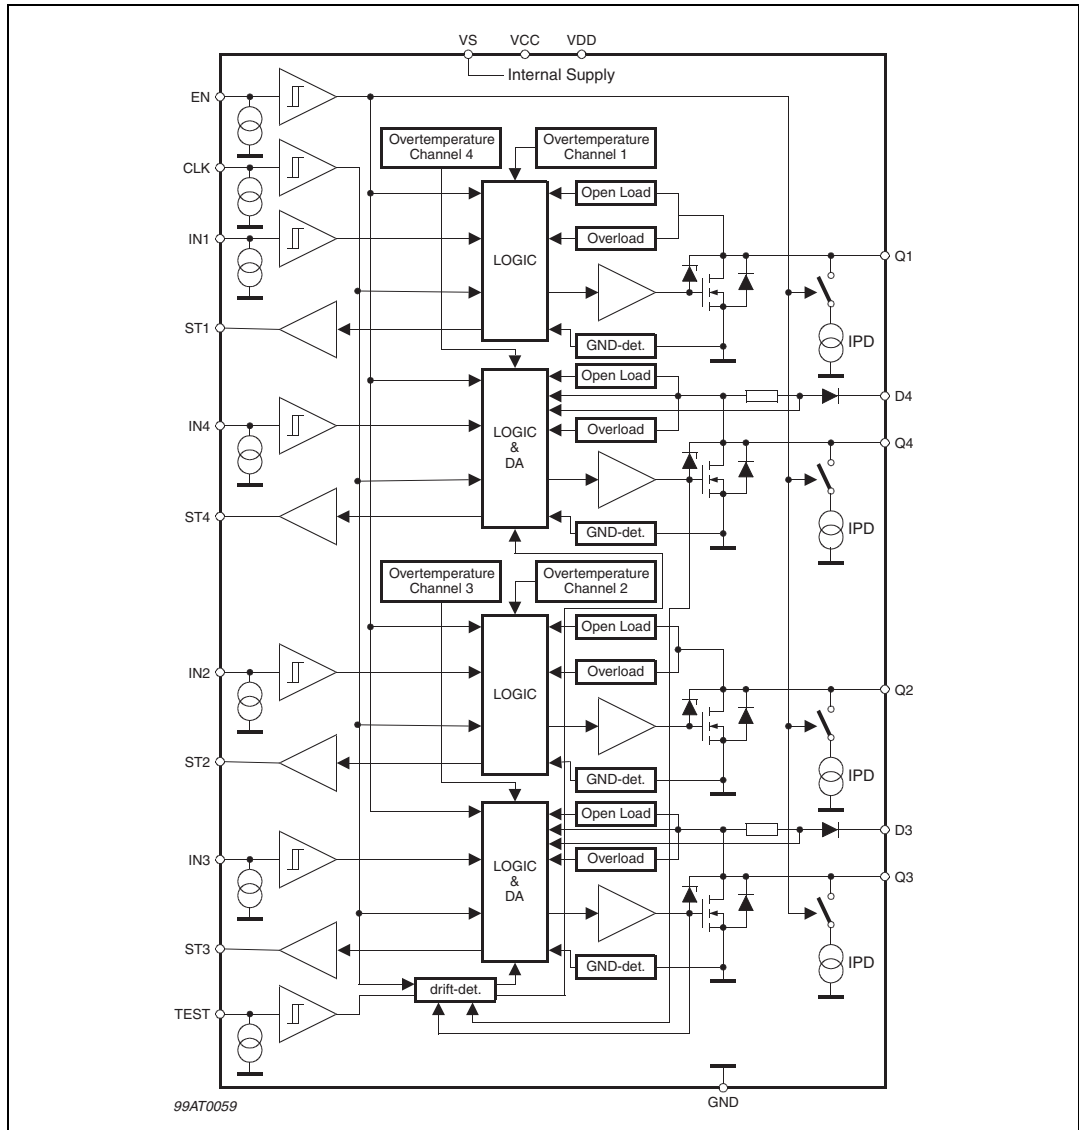 VS VCC VDD
Internal Supply
EN
CLK
Overtemperature
Channel 4
Overtemperature
Channel 1
Open Load
IN1
LOGIC
Overload
Q1
ST1
GND-det.
IPD
Open Load
D4
IN4
LOGIC
&
DA
Overload
Q4
ST4
GND-det.
IPD
Overtemperature
Channel 3
Overtemperature
Channel 2
Open Load
IN2
LOGIC
Overload
Q2
ST2
GND-det.
IPD
Open Load
D3
IN3
LOGIC
&
DA
Overload
Q3
ST3
GND-det.
IPD
drift-det.
TEST
99AT0059
GND